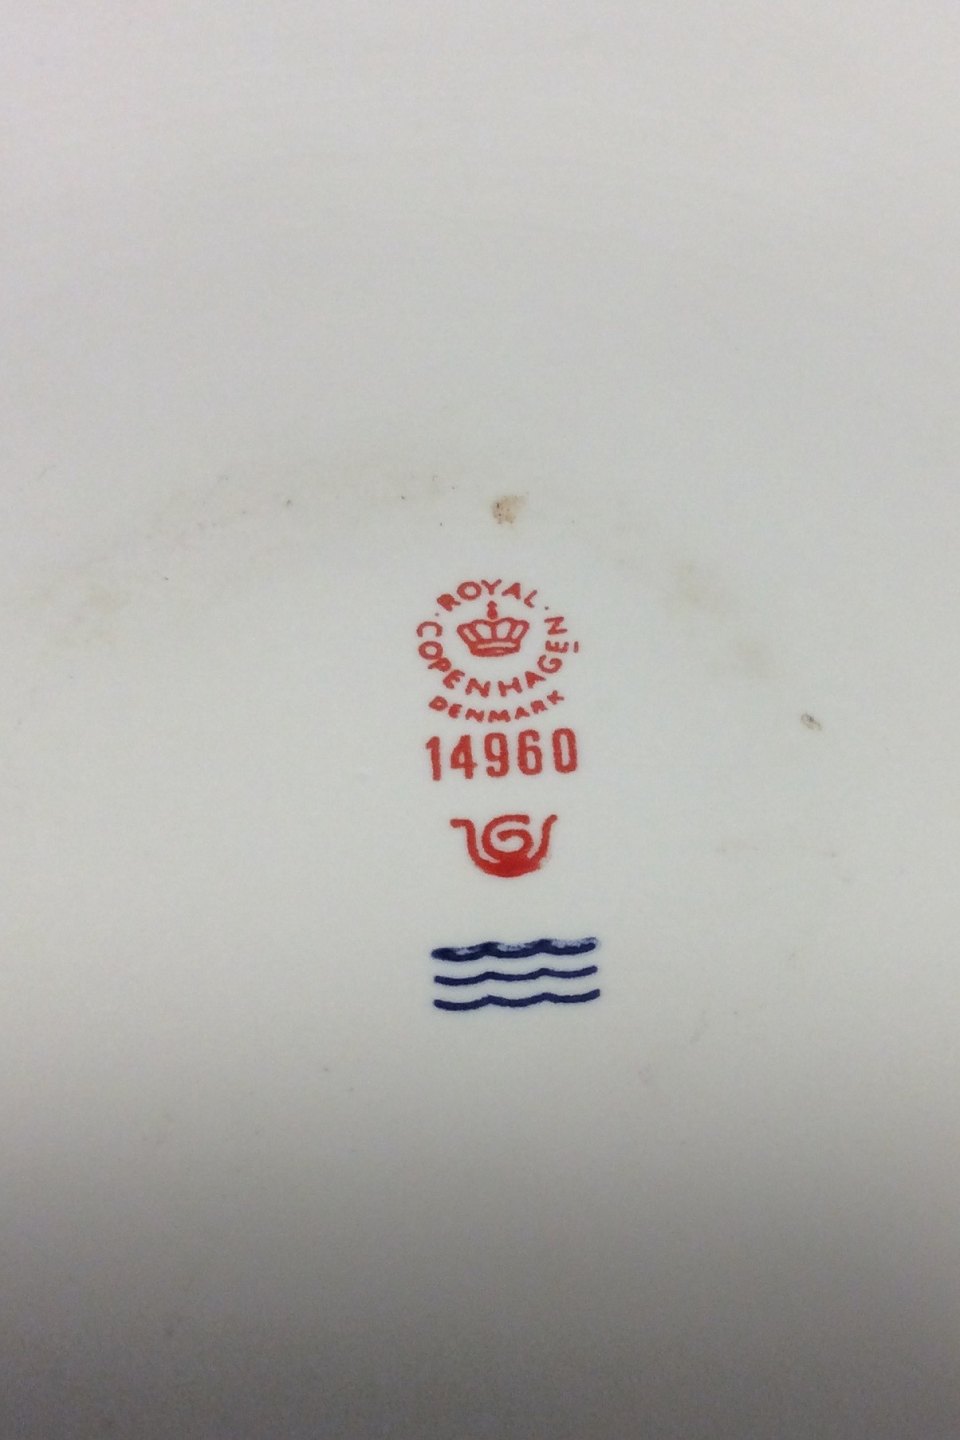 ROYAL
COPENHAGEN
DENMARK
14960